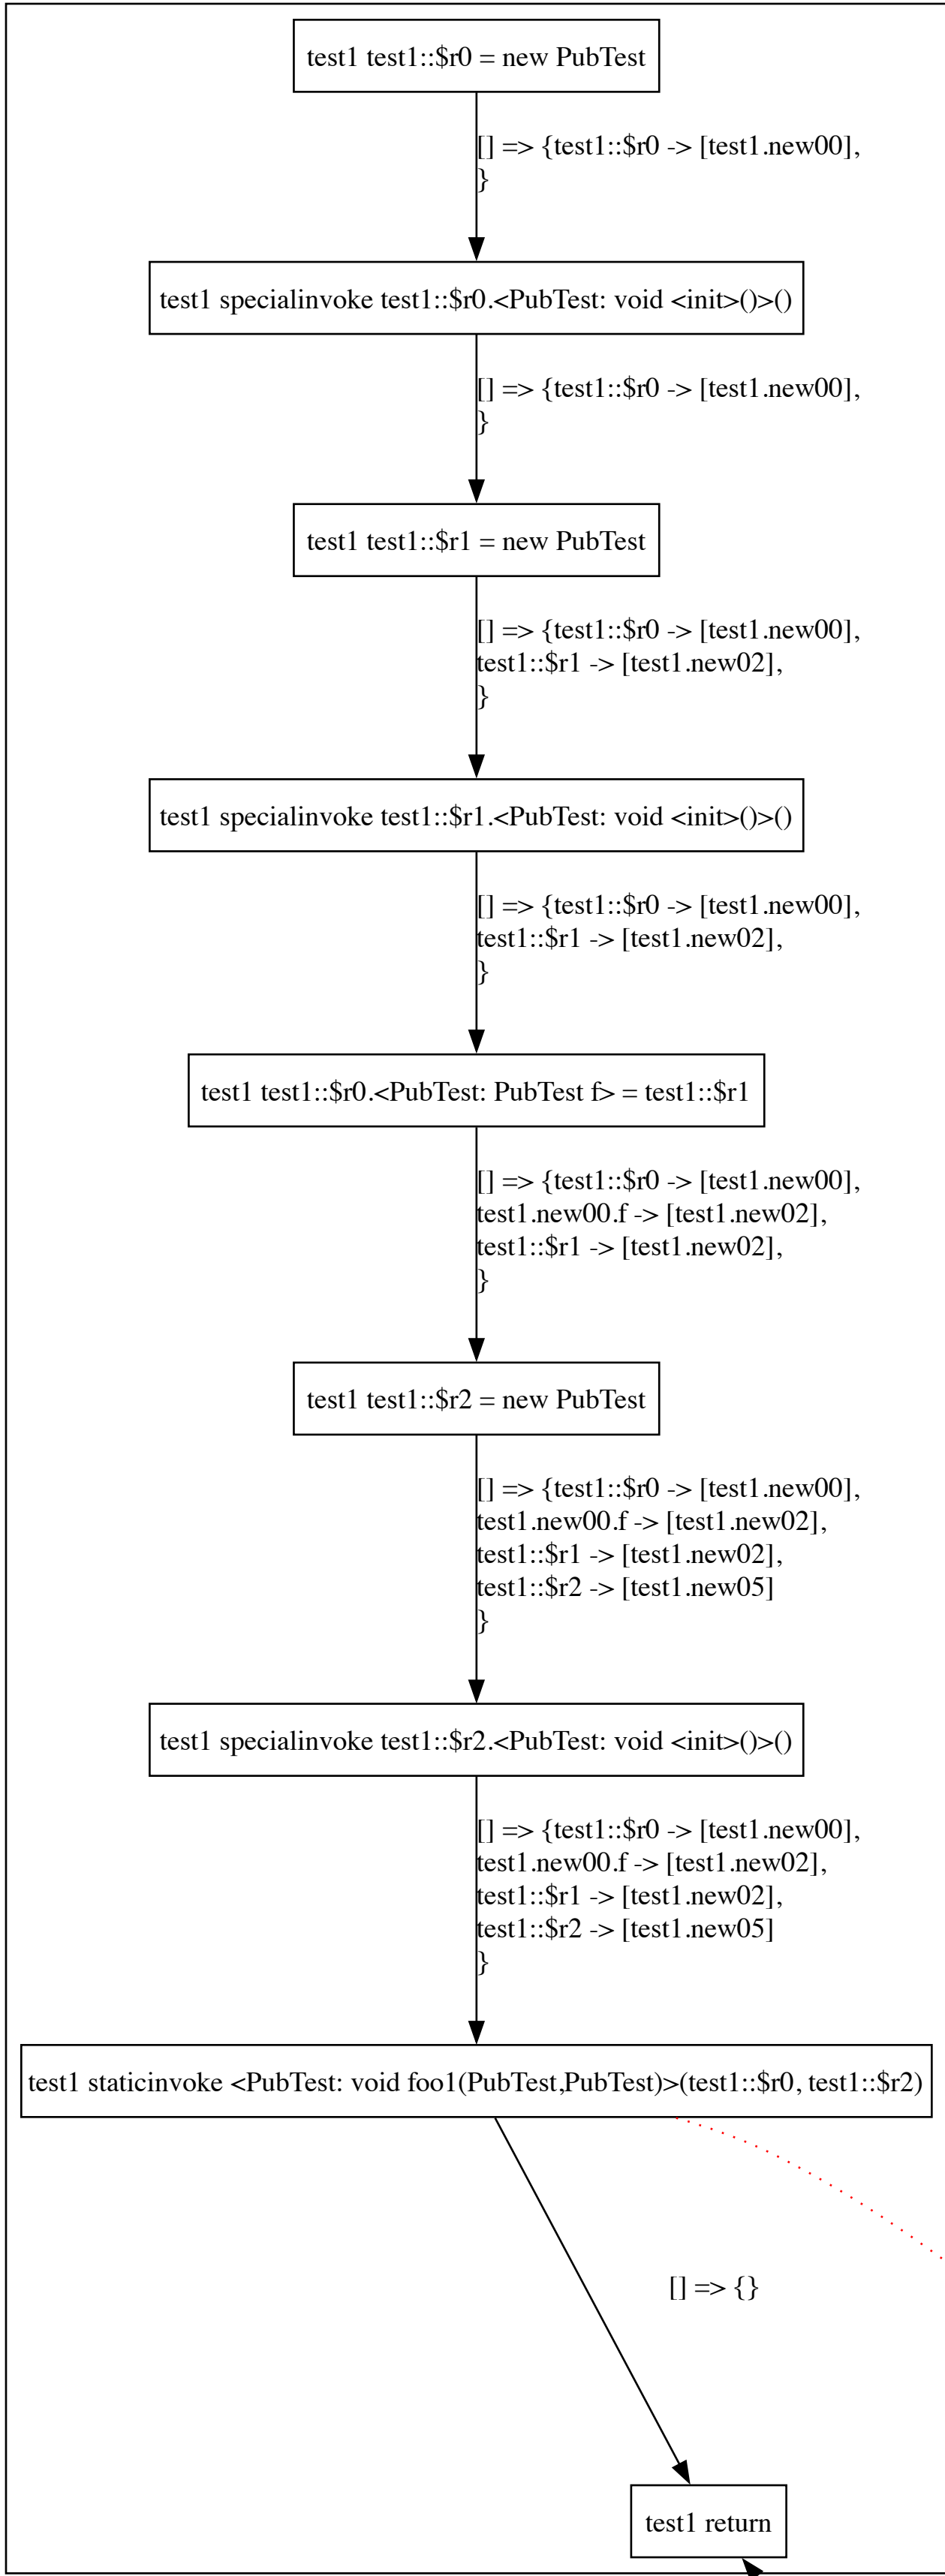 test1 test1::$r0 = new PubTest
[] => {test1::$r0 -> [test1.new00],
}
test1 specialinvoke test1::$r0.<PubTest: void <init>()>()
[] => {test1::$r0 -> [test1.new00],
}
test1 test1::$r1 = new PubTest
[] => {test1::$r0 -> [test1.new00],
test1::$r1 -> [test1.new02],
}
test1 specialinvoke test1::$r1.<PubTest: void <init>()>()
[] => {test1::$r0 -> [test1.new00],
test1::$r1 -> [test1.new02],
}
test1 test1::$r0.<PubTest: PubTest f> = test1::$r1
[] => {test1::$r0 -> [test1.new00],
test1.new00.f -> [test1.new02],
test1::$r1 -> [test1.new02],
}
test1 test1::$r2 = new PubTest
[] => {test1::$r0 -> [test1.new00],
test1.new00.f -> [test1.new02],
test1::$r1 -> [test1.new02],
test1::$r2 -> [test1.new05]
}
test1 specialinvoke test1::$r2.<PubTest: void <init>()>()
[] => {test1::$r0 -> [test1.new00],
test1.new00.f -> [test1.new02],
test1::$r1 -> [test1.new02],
test1::$r2 -> [test1.new05]
}
test1 staticinvoke <PubTest: void foo1(PubTest,PubTest)>(test1::$r0, test1::$r2)
[] => {}
test1 return